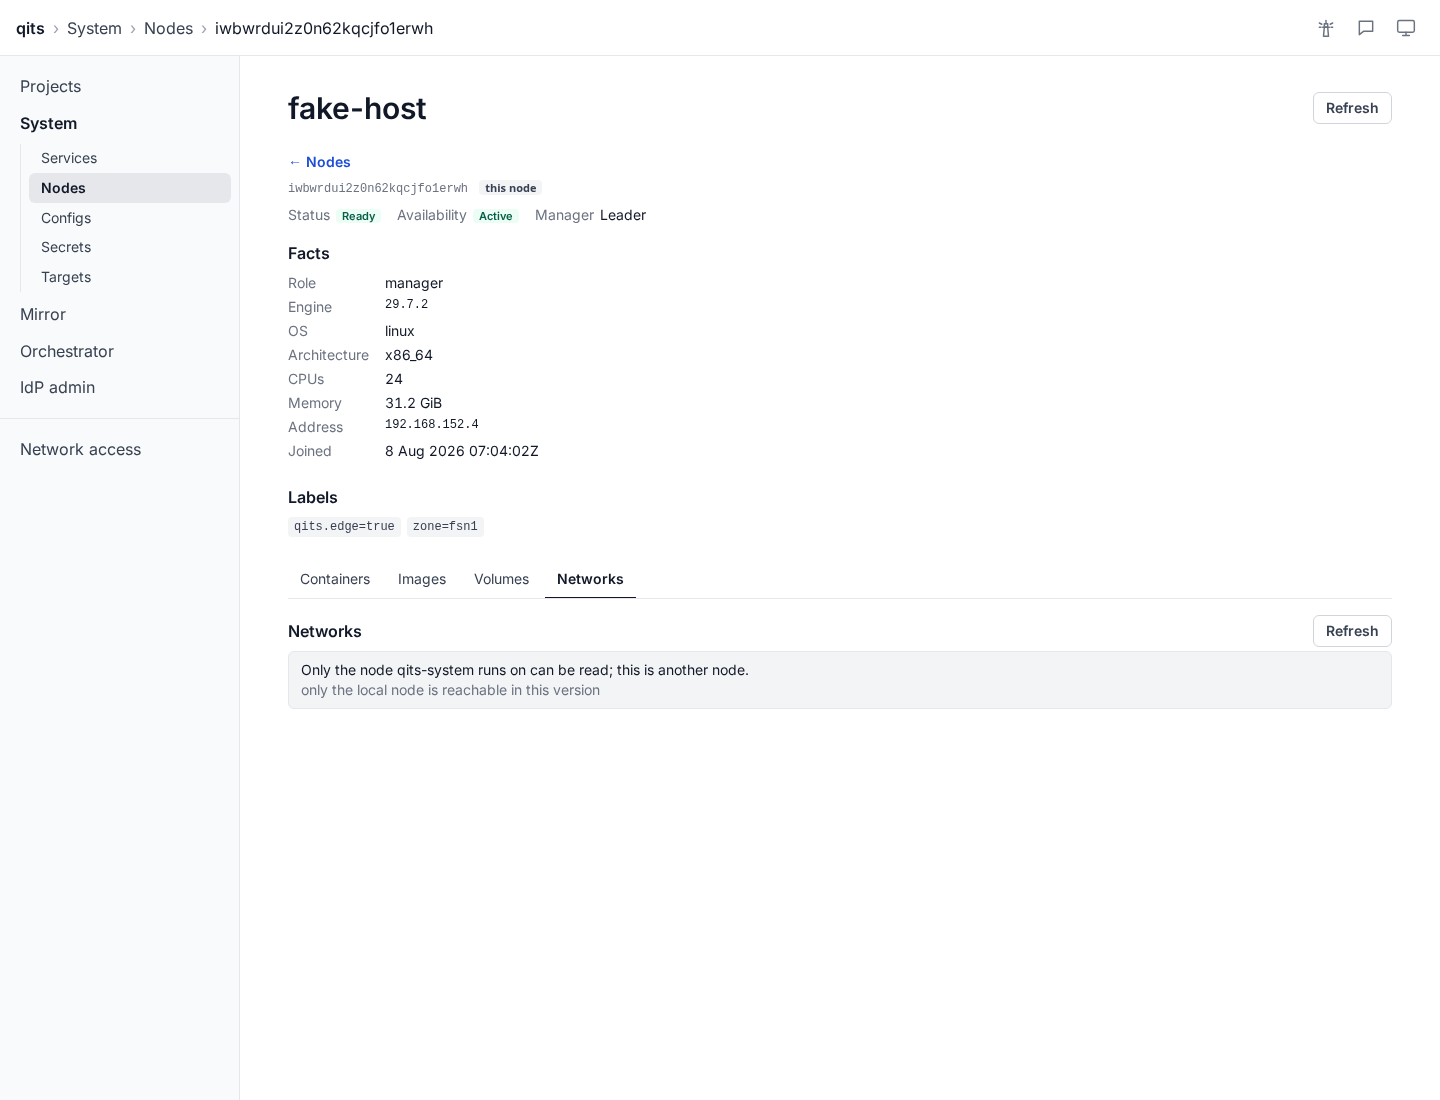 qits › System › Nodes › iwbwrdui2z0n62kqcjfo1erwh
Projects
System
Services
Nodes
Configs
Secrets
Targets
Mirror
Orchestrator
IdP admin
Network access
fake-host
Refresh
← Nodes
iwbwrdui2z0n62kqcjfo1erwh this node
Status Ready Availability Active Manager Leader
Facts
Role manager
Engine 29.7.2
OS linux
Architecture x86_64
CPUs 24
Memory 31.2 GiB
Address 192.168.152.4
Joined 8 Aug 2026 07:04:02Z
Labels
qits.edge=true zone=fsn1
Containers Images Volumes Networks
Networks
Refresh
Only the node qits-system runs on can be read; this is another node.
only the local node is reachable in this version